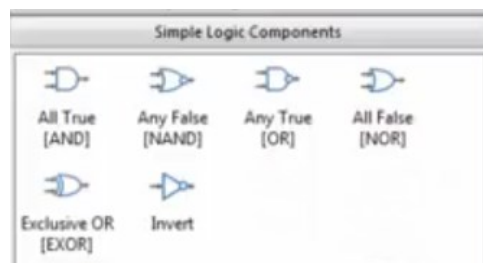 Simple Logic Components
All True Any False Any True All False
[AND] [NAND] [OR] [NOR]
Exclusive OR Invert
[EXOR]